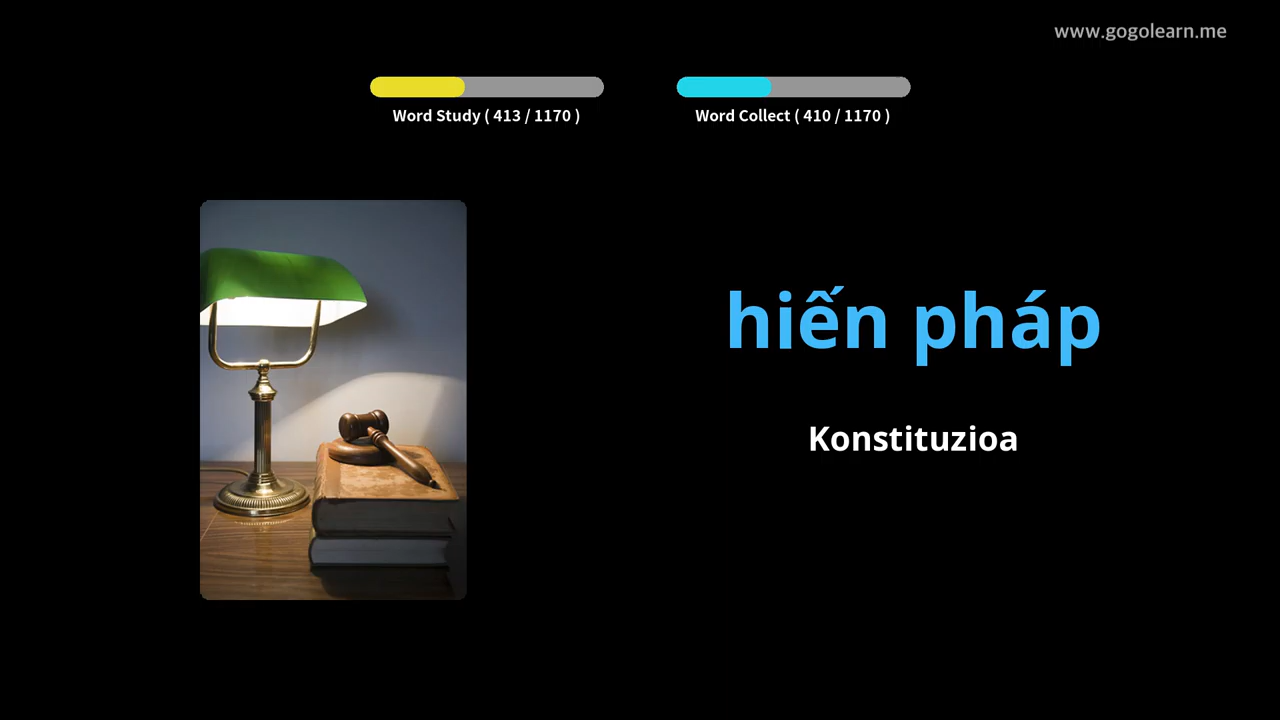 www.gogolearn.me
Word Study ( 413 / 1170 )
Word Collect ( 410 / 1170 )
hiến pháp
Konstituzioa